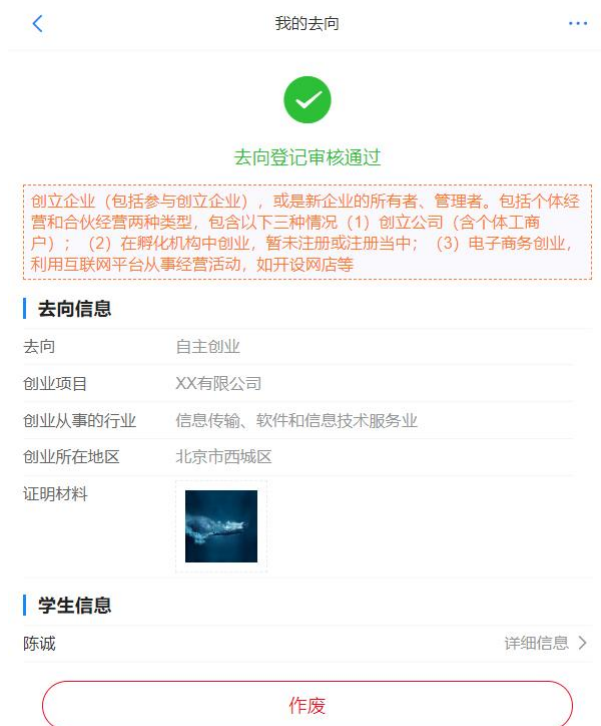 我的去向
去向登记审核通过
创立企业（包括参与创立企业），或是新企业的所有者、管理者。包括个体经
营和合伙经营两种类型，包含以下三种情况（1）创立公司（含个体工商
户）；（2）在孵化机构中创业，暂未注册或注册当中；（3）电子商务创业，
利用互联网平台从事经营活动，如开设网店等
去向信息
去向 自主创业
创业项目 XX有限公司
创业从事的行业 信息传输、软件和信息技术服务业
创业所在地区 北京市西城区
证明材料
学生信息
陈诚 详细信息
作废